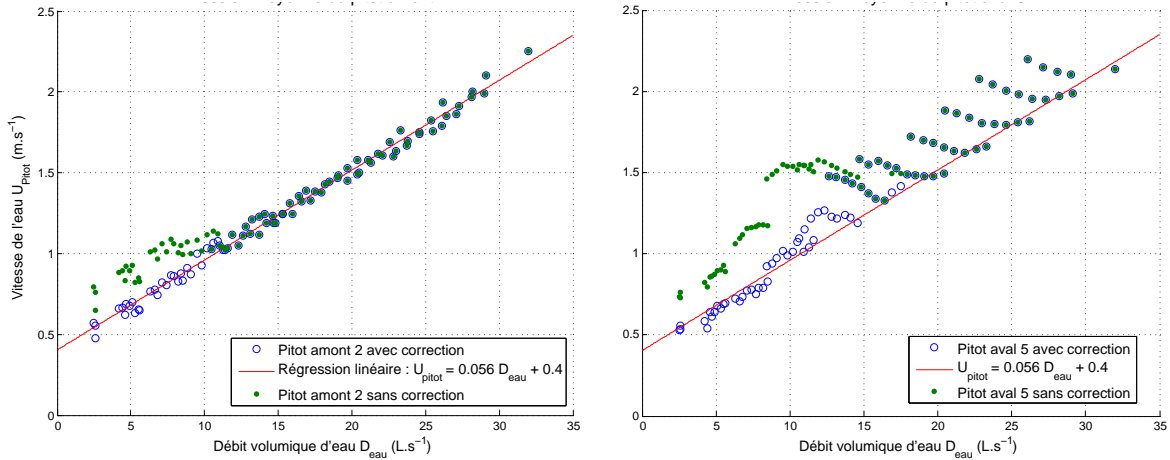 2.5
2
1.5
1
0.5
0
0 5 10 15 20 25 30 35
Vitesse de l'eau U_Pitot (m.s⁻¹)
Débit volumique d'eau D_eau (L.s⁻¹)
Pitot amont 2 avec correction
Régression linéaire : U_pitot = 0.056 D_eau + 0.4
Pitot amont 2 sans correction
2.5
2
1.5
1
0.5
0
0 5 10 15 20 25 30 35
Débit volumique d'eau D_eau (L.s⁻¹)
Pitot aval 5 avec correction
U_pitot = 0.056 D_eau + 0.4
Pitot aval 5 sans correction